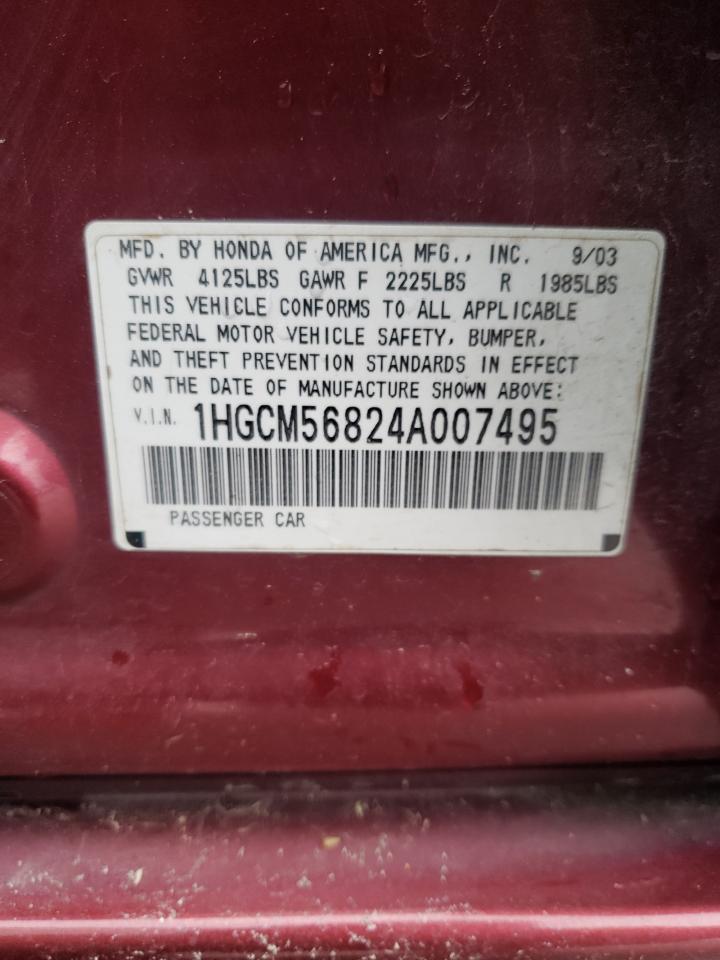 MFD. BY HONDA OF AMERICA MFG., INC. 9/03
GVWR 4125LBS GAWR F 2225LBS R 1985LBS
THIS VEHICLE CONFORMS TO ALL APPLICABLE
FEDERAL MOTOR VEHICLE SAFETY, BUMPER,
AND THEFT PREVENTION STANDARDS IN EFFECT
ON THE DATE OF MANUFACTURE SHOWN ABOVE:
V.I.N. 1HGCM56824A007495
PASSENGER CAR